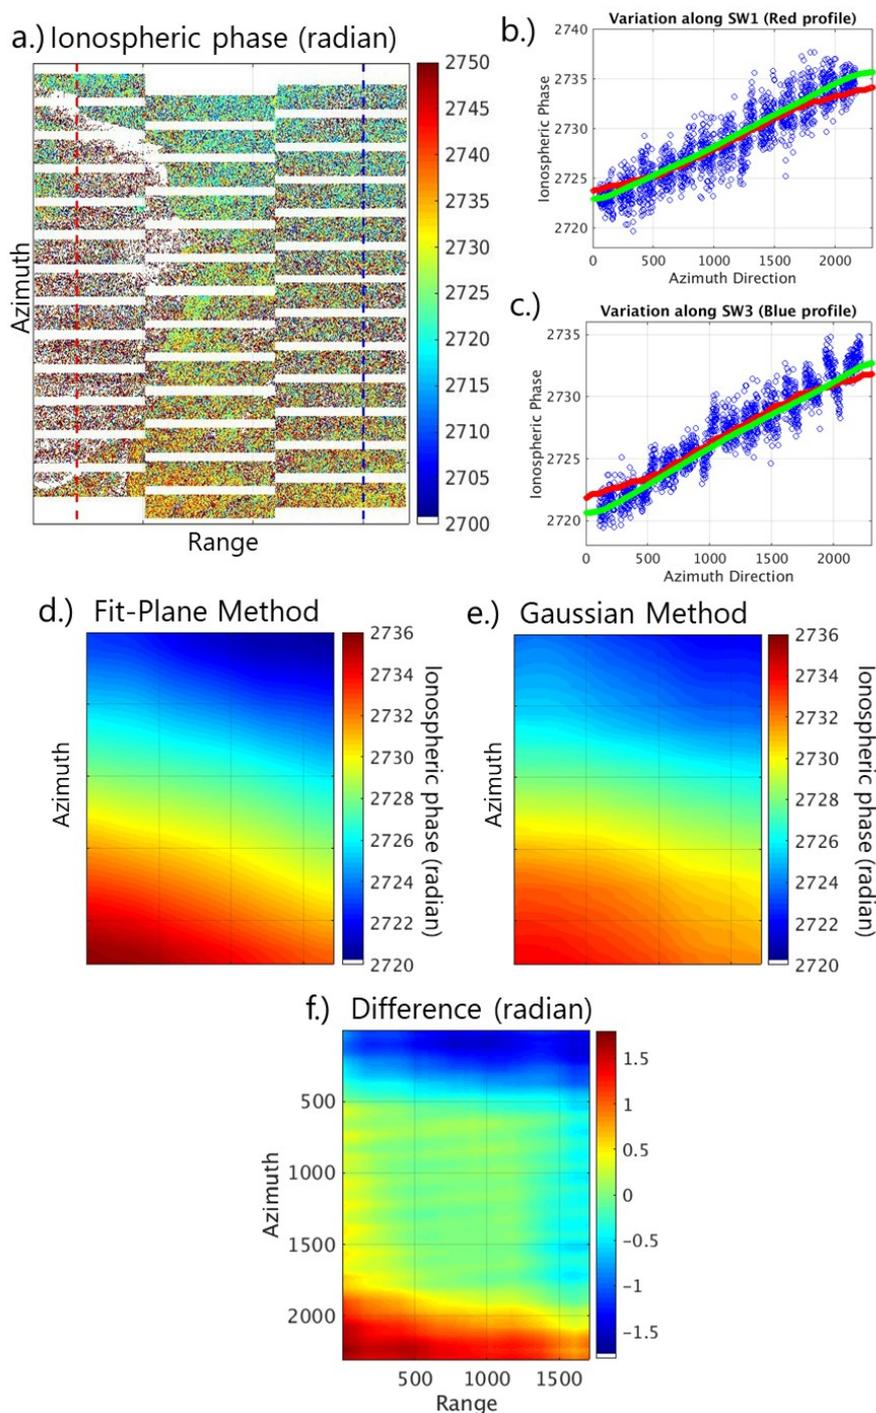 a.) Ionospheric phase (radian)
Azimuth
Range
2750
2745
2740
2735
2730
2725
2720
2715
2710
2705
2700
b.)
Variation along SW1 (Red profile)
Ionospheric Phase
2740
2735
2730
2725
2720
0 500 1000 1500 2000
Azimuth Direction
c.)
Variation along SW3 (Blue profile)
Ionospheric Phase
2735
2730
2725
2720
0 500 1000 1500 2000
Azimuth Direction
d.) Fit-Plane Method
Azimuth
2736
2734
2732
2730
2728
2726
2724
2722
2720
Ionospheric phase (radian)
e.) Gaussian Method
Azimuth
2736
2734
2732
2730
2728
2726
2724
2722
2720
Ionospheric phase (radian)
f.) Difference (radian)
Azimuth
500
1000
1500
2000
500 1000 1500
Range
1.5
1
0.5
0
−0.5
−1
−1.5